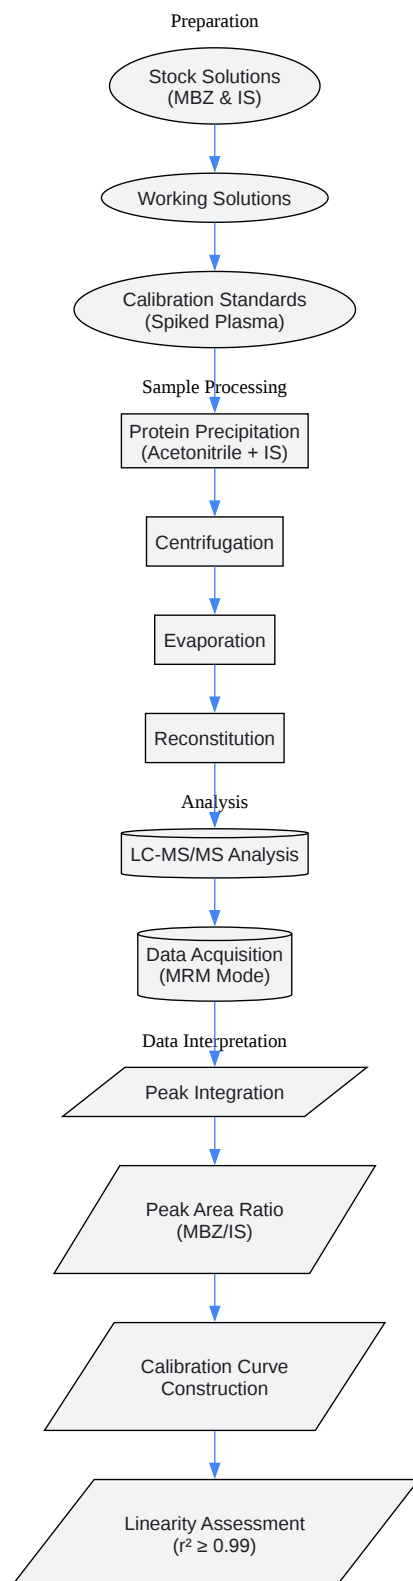 Preparation
Stock Solutions
(MBZ & IS)
Working Solutions
Calibration Standards
(Spiked Plasma)
Sample Processing
Protein Precipitation
(Acetonitrile + IS)
Centrifugation
Evaporation
Reconstitution
Analysis
LC-MS/MS Analysis
Data Acquisition
(MRM Mode)
Data Interpretation
Peak Integration
Peak Area Ratio
(MBZ/IS)
Calibration Curve
Construction
Linearity Assessment
(r² ≥ 0.99)